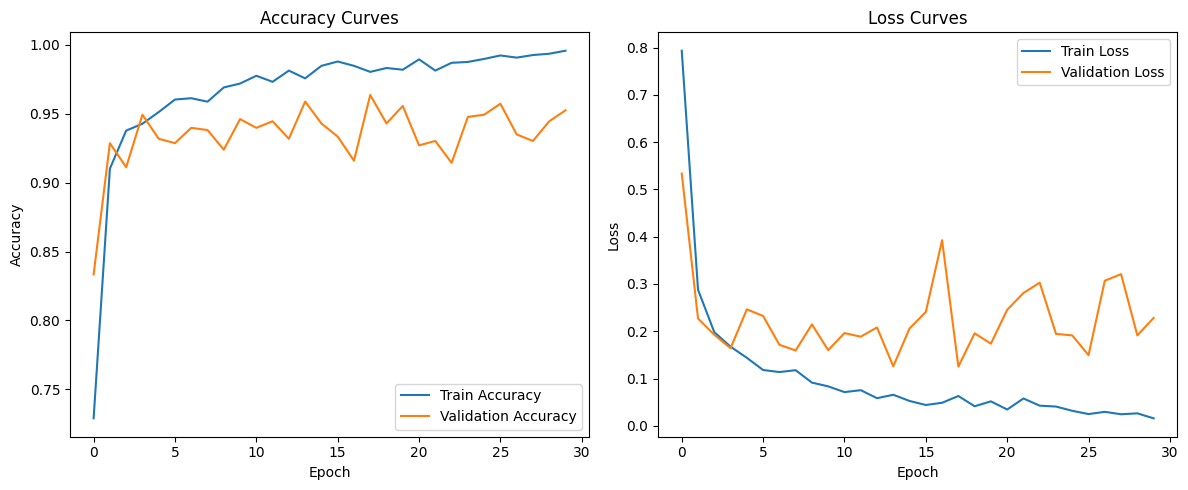 Accuracy Curves
1.00
0.95
0.90
0.85
0.80
0.75
Accuracy
0 5 10 15 20 25 30
Epoch
Train Accuracy
Validation Accuracy
Loss Curves
0.8
0.7
0.6
0.5
0.4
0.3
0.2
0.1
0.0
Loss
0 5 10 15 20 25 30
Epoch
Train Loss
Validation Loss